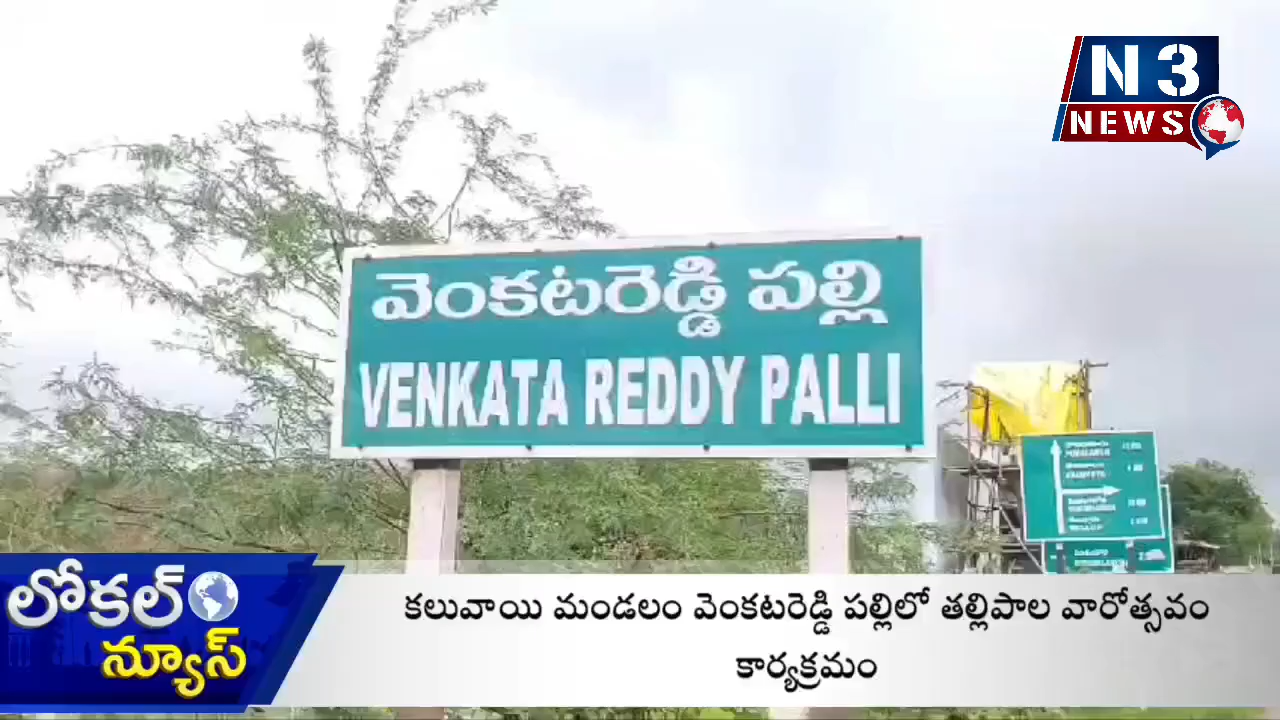 N3
NEWS
వెంకటరెడ్డి పల్లి
VENKATA REDDY PALLI
లోకల్
న్యూస్
కలువాయి మండలం వెంకటరెడ్డి పల్లిలో తల్లిపాల వారోత్సవం
కార్యక్రమం